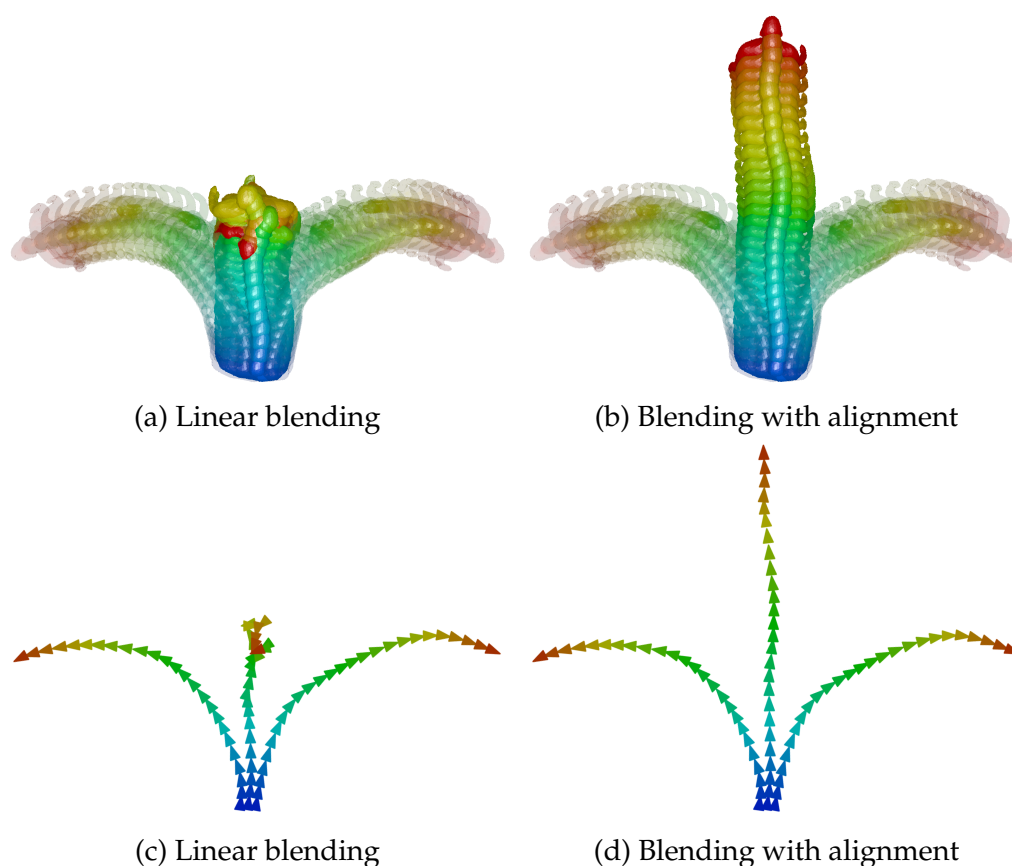 (a) Linear blending
(b) Blending with alignment
(c) Linear blending
(d) Blending with alignment